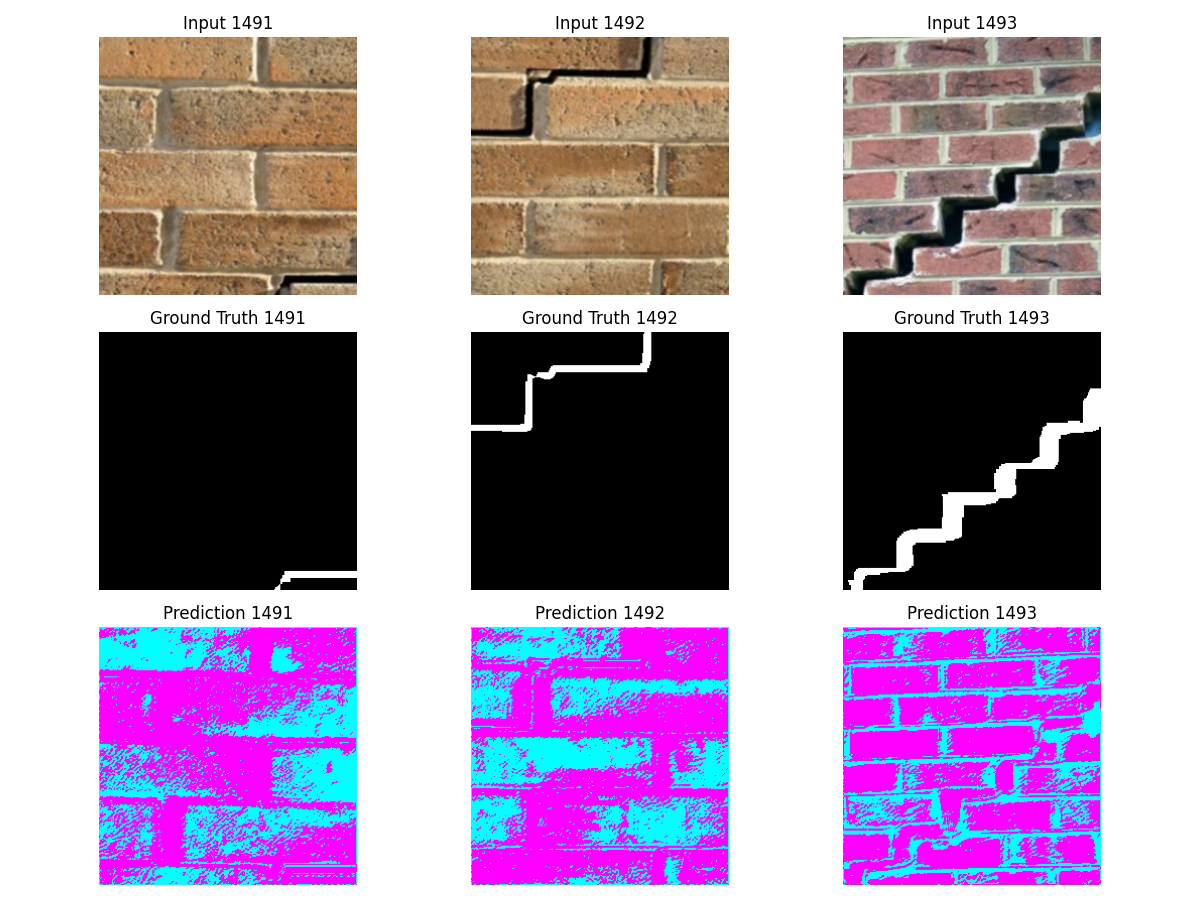 Input 1491
Input 1492
Input 1493
Ground Truth 1491
Ground Truth 1492
Ground Truth 1493
Prediction 1491
Prediction 1492
Prediction 1493